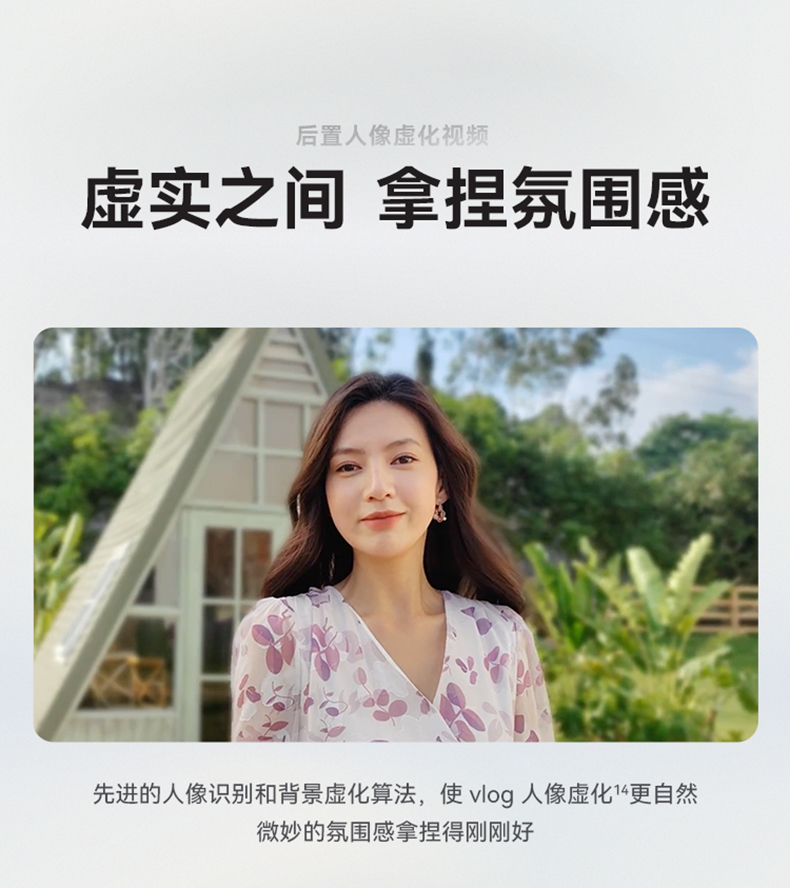 后置人像虚化视频
虚实之间 拿捏氛围感
先进的人像识别和背景虚化算法，使 vlog 人像虚化¹⁴更自然
微妙的氛围感拿捏得刚刚好